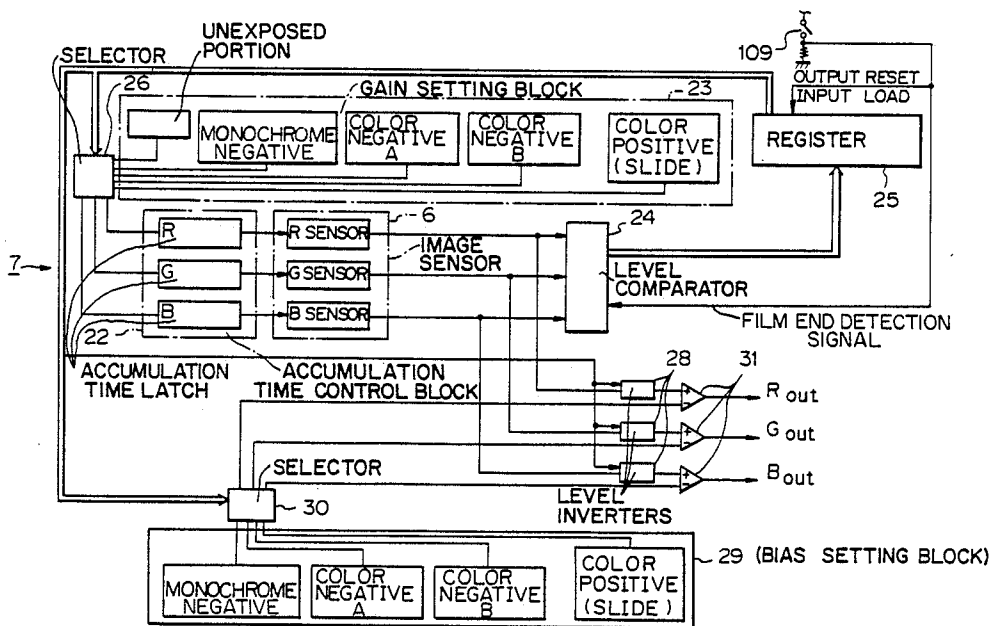 UNEXPOSED
PORTION
SELECTOR
26
GAIN SETTING BLOCK
23
MONOCHROME
NEGATIVE
COLOR
NEGATIVE
A
COLOR
NEGATIVE
B
COLOR
POSITIVE
(SLIDE)
109
OUTPUT RESET
INPUT LOAD
REGISTER
25
7
R
G
B
22
ACCUMULATION
TIME LATCH
ACCUMULATION
TIME CONTROL BLOCK
6
R SENSOR
G SENSOR
B SENSOR
IMAGE
SENSOR
24
LEVEL
COMPARATOR
FILM END DETECTION
SIGNAL
28
31
+
−
R out
+
−
G out
+
−
B out
LEVEL
INVERTERS
SELECTOR
30
29 (BIAS SETTING BLOCK)
MONOCHROME
NEGATIVE
COLOR
NEGATIVE
A
COLOR
NEGATIVE
B
COLOR
POSITIVE
(SLIDE)